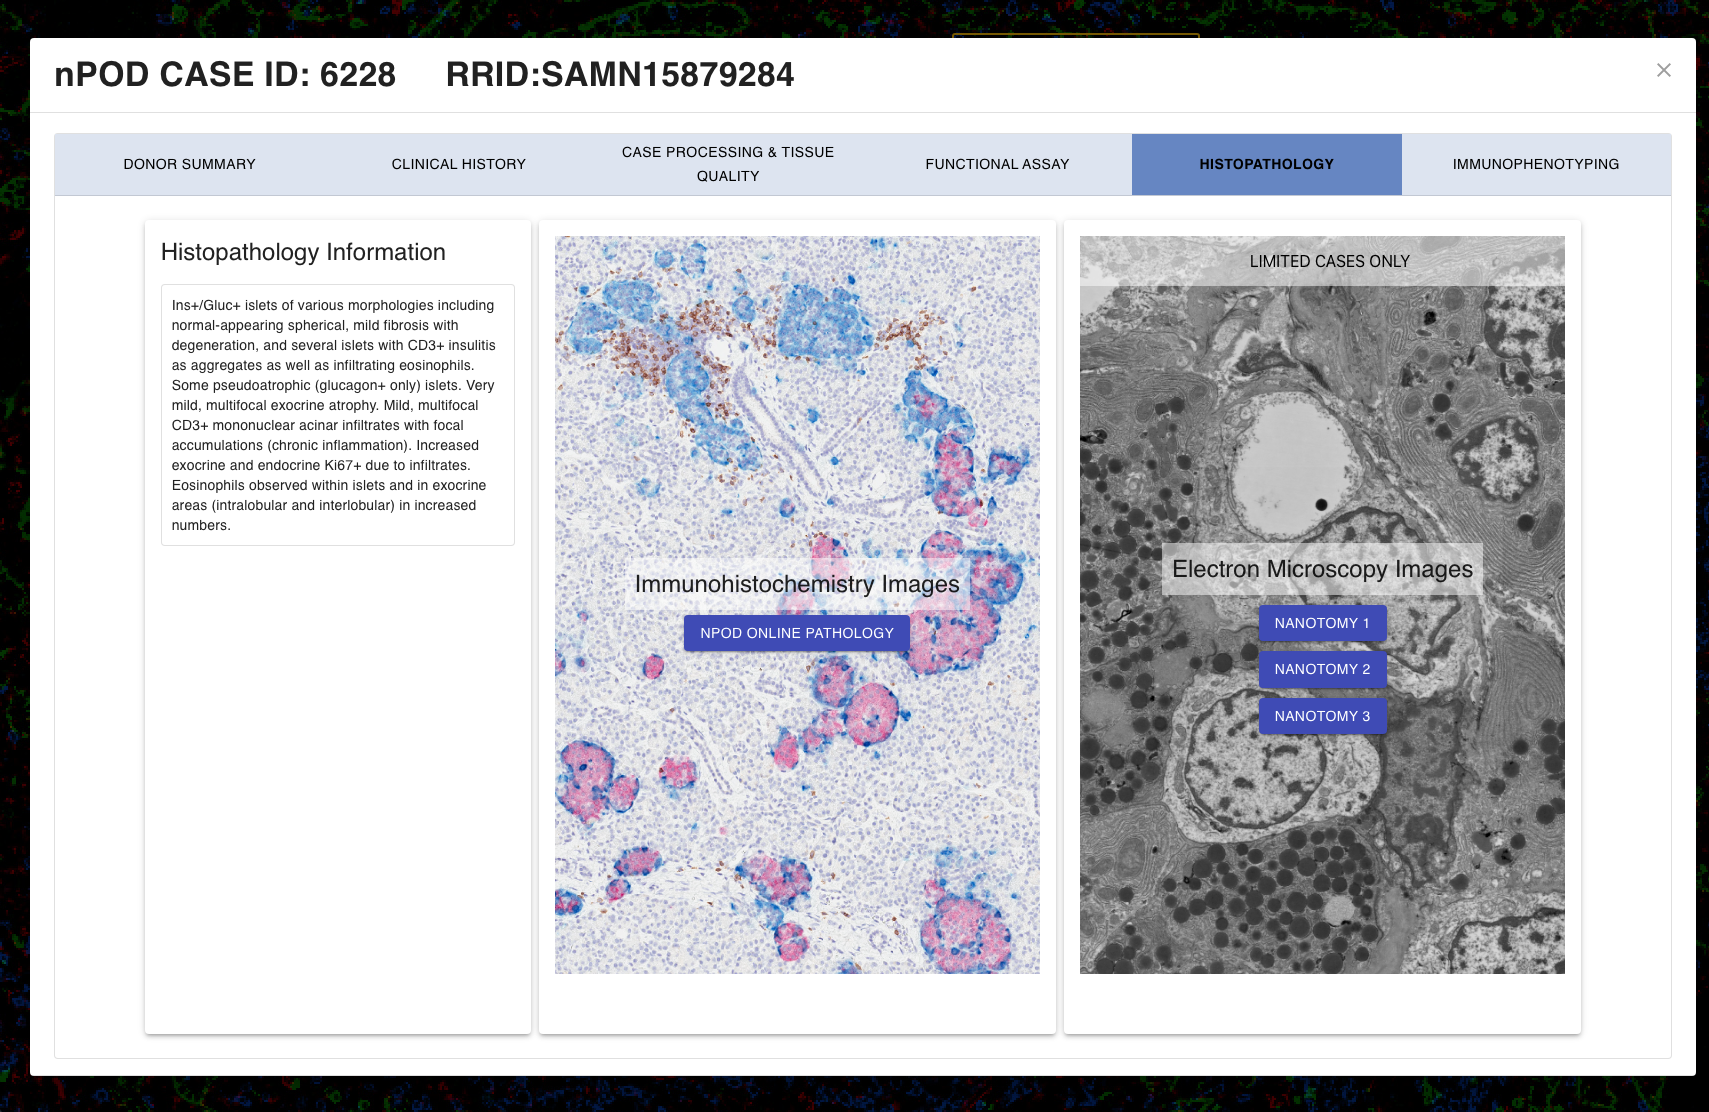 nPOD CASE ID: 6228 RRID:SAMN15879284
DONOR SUMMARY
CLINICAL HISTORY
CASE PROCESSING & TISSUE
QUALITY
FUNCTIONAL ASSAY
HISTOPATHOLOGY
IMMUNOPHENOTYPING
Histopathology Information
Ins+/Gluc+ islets of various morphologies including
normal-appearing spherical, mild fibrosis with
degeneration, and several islets with CD3+ insulitis
as aggregates as well as infiltrating eosinophils.
Some pseudoatrophic (glucagon+ only) islets. Very
mild, multifocal exocrine atrophy. Mild, multifocal
CD3+ mononuclear acinar infiltrates with focal
accumulations (chronic inflammation). Increased
exocrine and endocrine Ki67+ due to infiltrates.
Eosinophils observed within islets and in exocrine
areas (intralobular and interlobular) in increased
numbers.
Immunohistochemistry Images
NPOD ONLINE PATHOLOGY
LIMITED CASES ONLY
Electron Microscopy Images
NANOTOMY 1
NANOTOMY 2
NANOTOMY 3